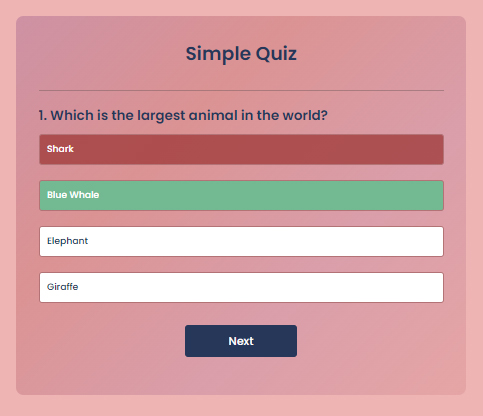 Simple Quiz
1. Which is the largest animal in the world?
Shark
Blue Whale
Elephant
Giraffe
Next